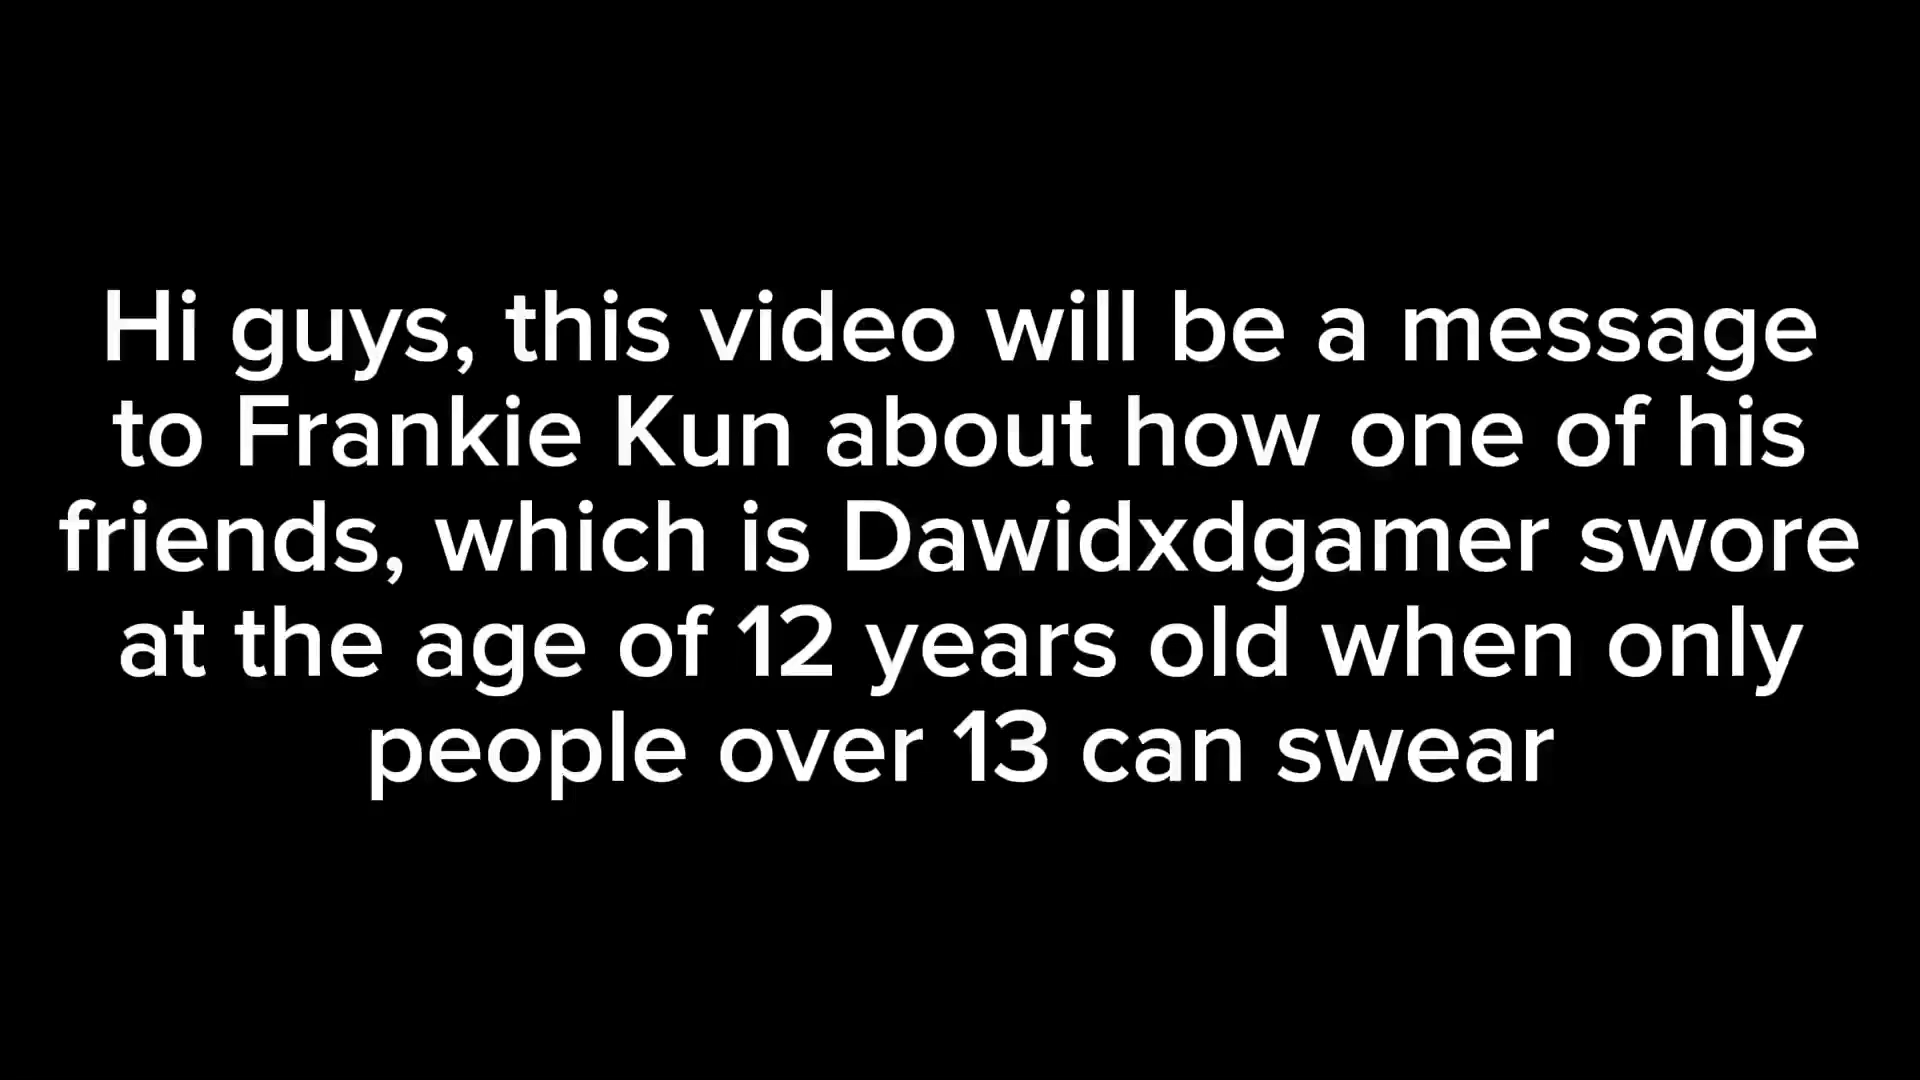 Hi guys, this video will be a message
to Frankie Kun about how one of his
friends, which is Dawidxdgamer swore
at the age of 12 years old when only
people over 13 can swear